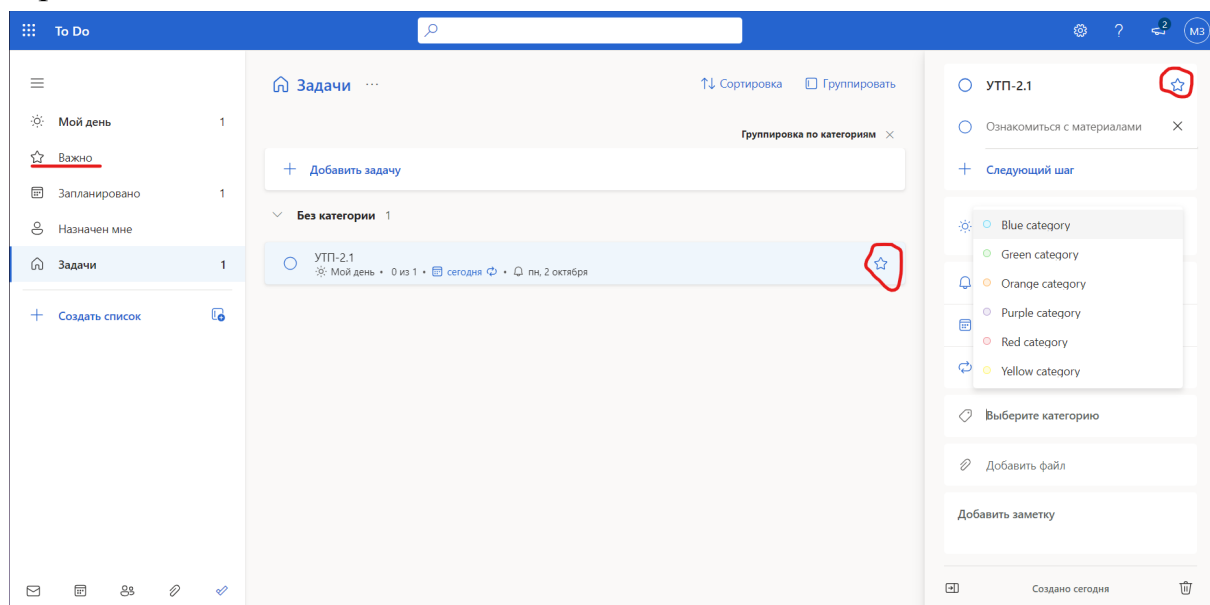 To Do
2
МЗ
Мой день 1
Важно
Запланировано 1
Назначен мне
Задачи 1
Создать список
Задачи ...
Сортировка Группировать
Группировка по категориям
Добавить задачу
Без категории 1
УТП-2.1
Мой день • 0 из 1 • сегодня • пн, 2 октября
УТП-2.1
Ознакомиться с материалами
Следующий шаг
Blue category
Green category
Orange category
Purple category
Red category
Yellow category
Выберите категорию
Добавить файл
Добавить заметку
Создано сегодня